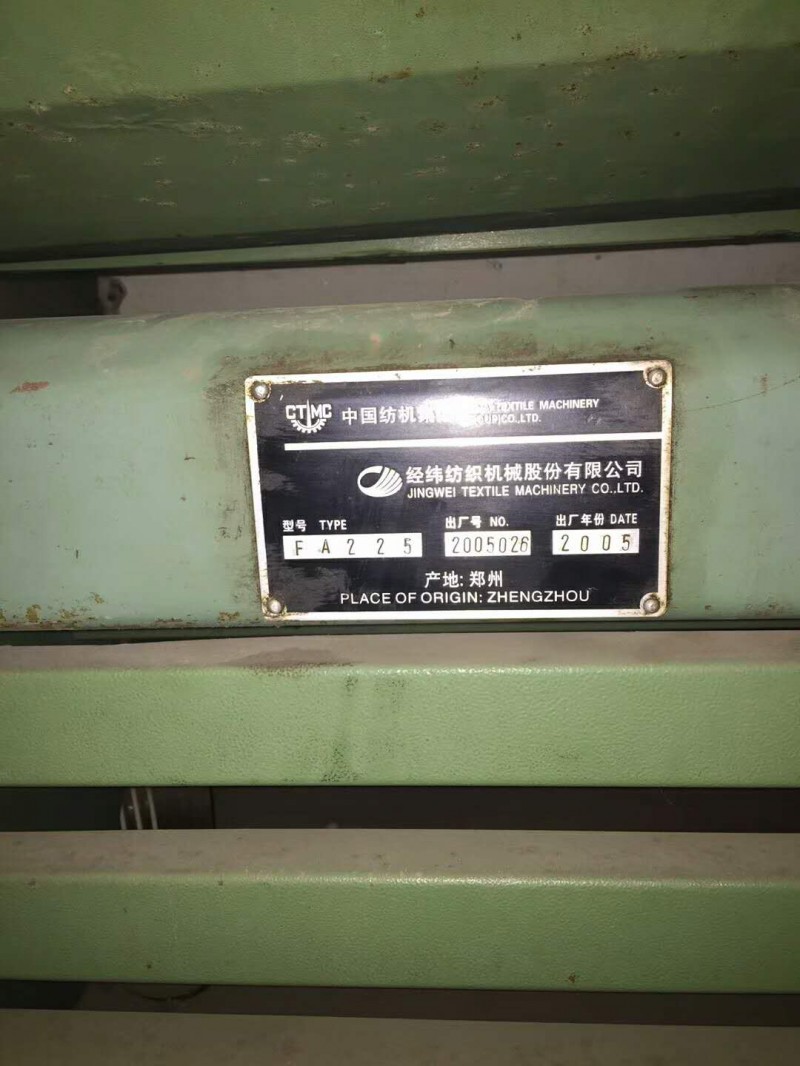 CTMC 中国纺机 TEXTILE MACHINERY
CO.,LTD.
经纬纺织机械股份有限公司
JINGWEI TEXTILE MACHINERY CO.,LTD.
型号 TYPE 出厂号 NO. 出厂年份 DATE
FA225 2005026 2005
产地: 郑州
PLACE OF ORIGIN: ZHENGZHOU